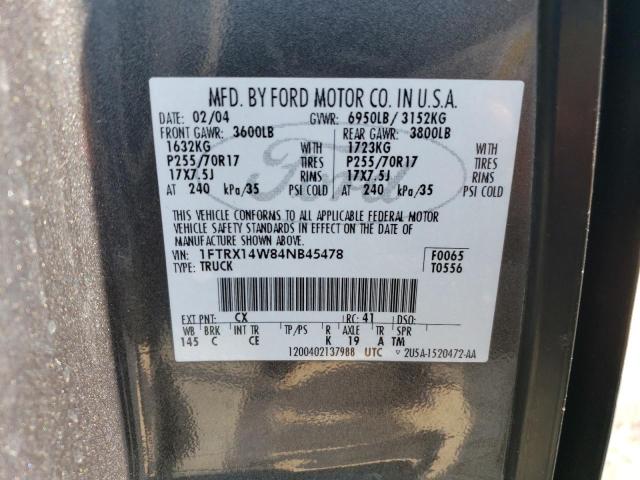 MFD. BY FORD MOTOR CO. IN U.S.A.
DATE: 02/04 GVWR: 6950LB/ 3152KG
FRONT GAWR: 3600LB REAR GAWR: 3800LB
1632KG WITH 1723KG WITH
P255/70R17 TIRES P255/70R17 TIRES
17X7.5J RIMS 17X7.5J RIMS
AT 240 kPa/35 PSI COLD AT 240 kPa/35 PSI COLD
THIS VEHICLE CONFORMS TO ALL APPLICABLE FEDERAL MOTOR
VEHICLE SAFETY STANDARDS IN EFFECT ON THE DATE OF
MANUFACTURE SHOWN ABOVE.
VIN: 1FTRX14W84NB45478 F0065
TYPE: TRUCK T0556
EXT PNT: CX RC: 41 DSO:
WB BRK INT TR TP/PS R AXLE TR SPR
145 C CE K 19 A TM
1200402137988 UTC 2U5A-1520472-AA
Ford